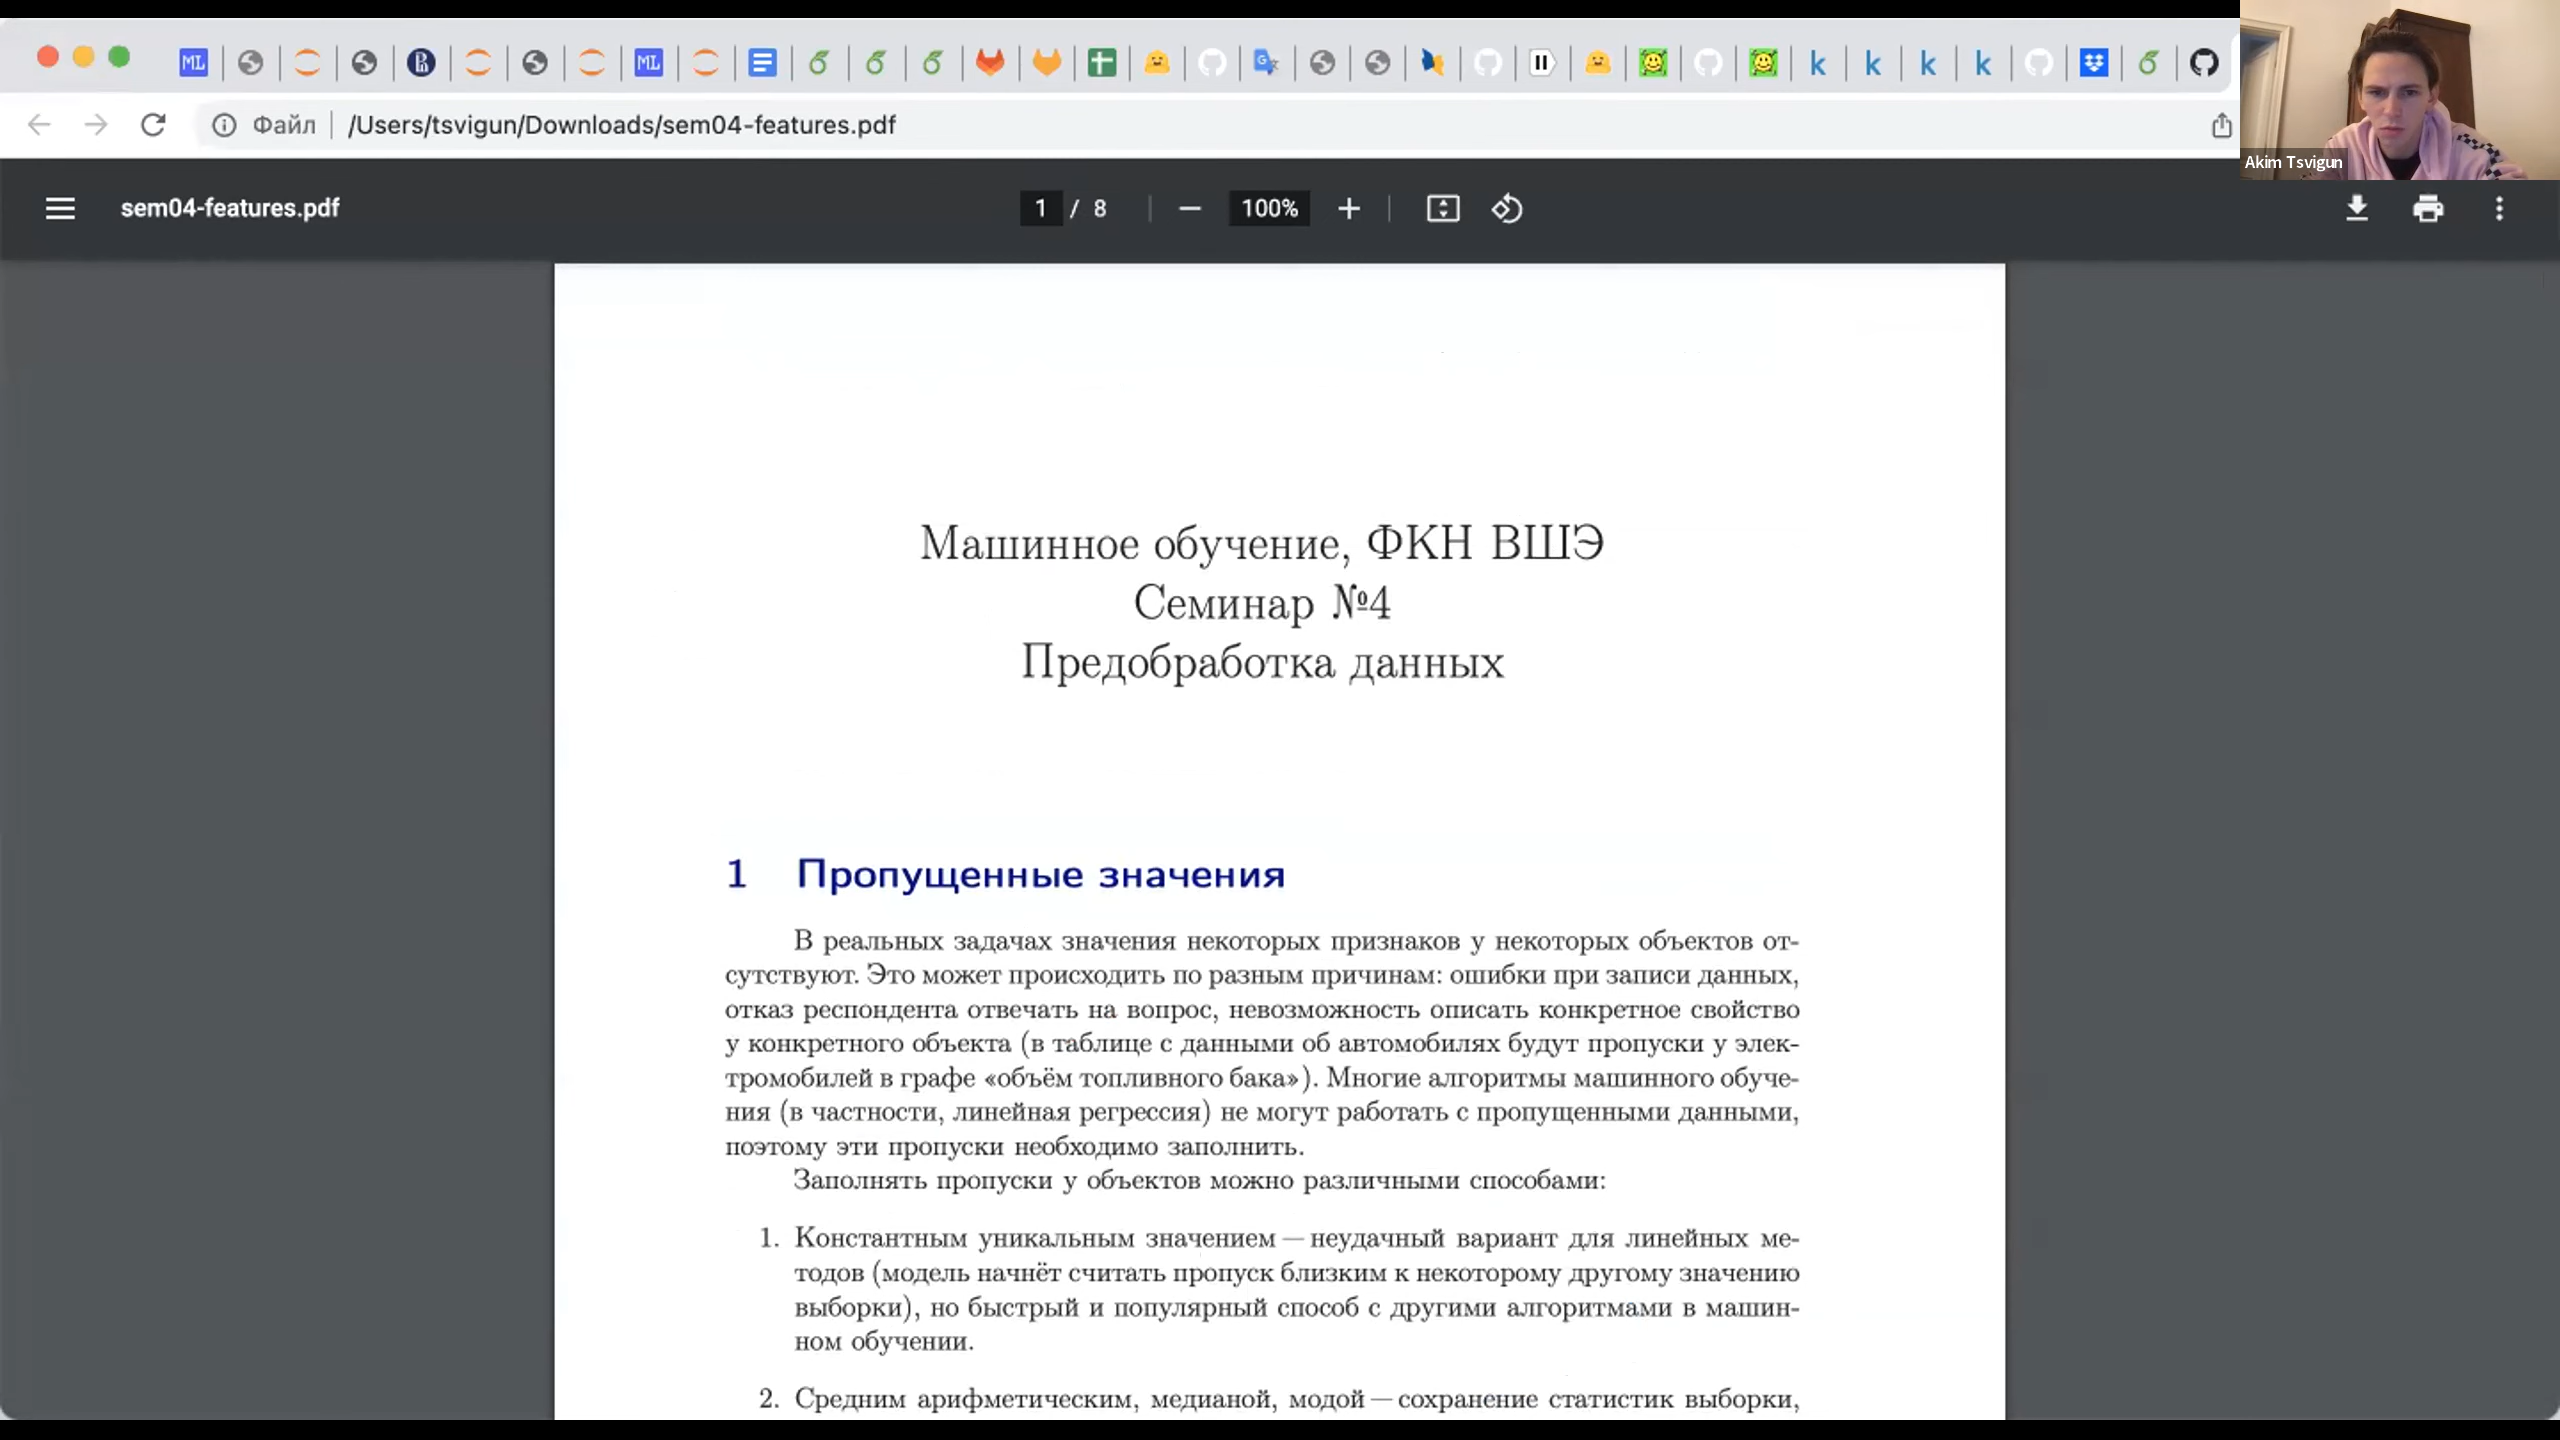 ML
ML
k
k
k
k
Файл
/Users/tsvigun/Downloads/sem04-features.pdf
Akim Tsvigun
sem04-features.pdf
1 / 8
100%
Машинное обучение, ФКН ВШЭ
Семинар №4
Предобработка данных
1 Пропущенные значения
В реальных задачах значения некоторых признаков у некоторых объектов от-
сутствуют. Это может происходить по разным причинам: ошибки при записи данных,
отказ респондента отвечать на вопрос, невозможность описать конкретное свойство
у конкретного объекта (в таблице с данными об автомобилях будут пропуски у элек-
тромобилей в графе «объём топливного бака»). Многие алгоритмы машинного обуче-
ния (в частности, линейная регрессия) не могут работать с пропущенными данными,
поэтому эти пропуски необходимо заполнить.
Заполнять пропуски у объектов можно различными способами:
1. Константным уникальным значением — неудачный вариант для линейных ме-
тодов (модель начнёт считать пропуск близким к некоторому другому значению
выборки), но быстрый и популярный способ с другими алгоритмами в машин-
ном обучении.
2. Средним арифметическим, медианой, модой — сохранение статистик выборки,